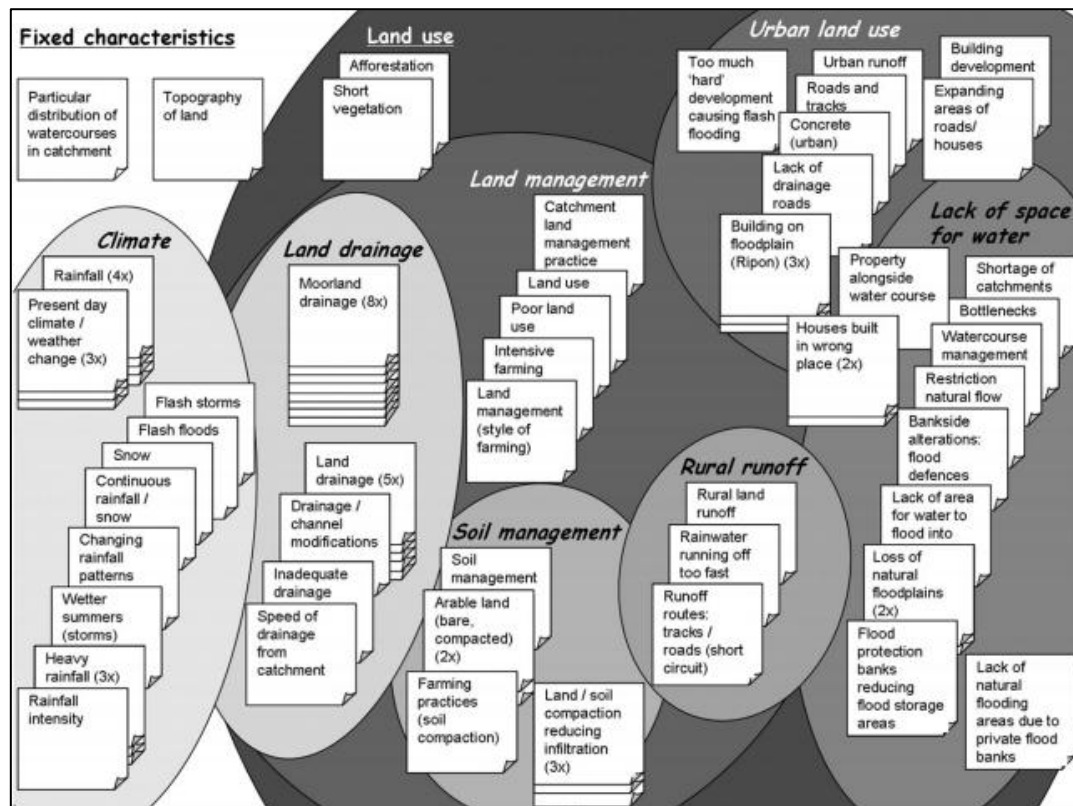 Fixed characteristics
Particular
distribution of
watercourses
in catchment
Topography
of land
Land use
Afforestation
Short
vegetation
Urban land use
Too much
‘hard’
development
causing flash
flooding
Urban runoff
Roads and
tracks
Concrete
(urban)
Lack of
drainage
roads
Building on
floodplain
(Ripon) (3x)
Building
development
Expanding
areas of
roads/
houses
Climate
Rainfall (4x)
Present day
climate /
weather
change (3x)
Flash storms
Flash floods
Snow
Continuous
rainfall /
snow
Changing
rainfall
patterns
Wetter
summers
(storms)
Heavy
rainfall (3x)
Rainfall
intensity
Land drainage
Moorland
drainage (8x)
Land
drainage (5x)
Drainage /
channel
modifications
Inadequate
drainage
Speed of
drainage from
catchment
Land management
Catchment
land
management
practice
Land use
Poor land
use
Intensive
farming
Land
management
(style of
farming)
Soil management
Soil
management
Arable land
(bare,
compacted)
(2x)
Farming
practices
(soil
compaction)
Land / soil
compaction
reducing
infiltration
(3x)
Rural runoff
Rural land
runoff
Rainwater
running off
too fast
Runoff
routes:
tracks /
roads (short
circuit)
Lack of space
for water
Property
alongside
water course
Houses built
in wrong
place (2x)
Shortage of
catchments
Bottlenecks
Watercourse
management
Restriction
natural flow
Bankside
alterations:
flood
defences
Lack of area
for water to
flood into
Loss of
natural
floodplains
(2x)
Flood
protection
banks
reducing
flood storage
areas
Lack of
natural
flooding
areas due to
private flood
banks